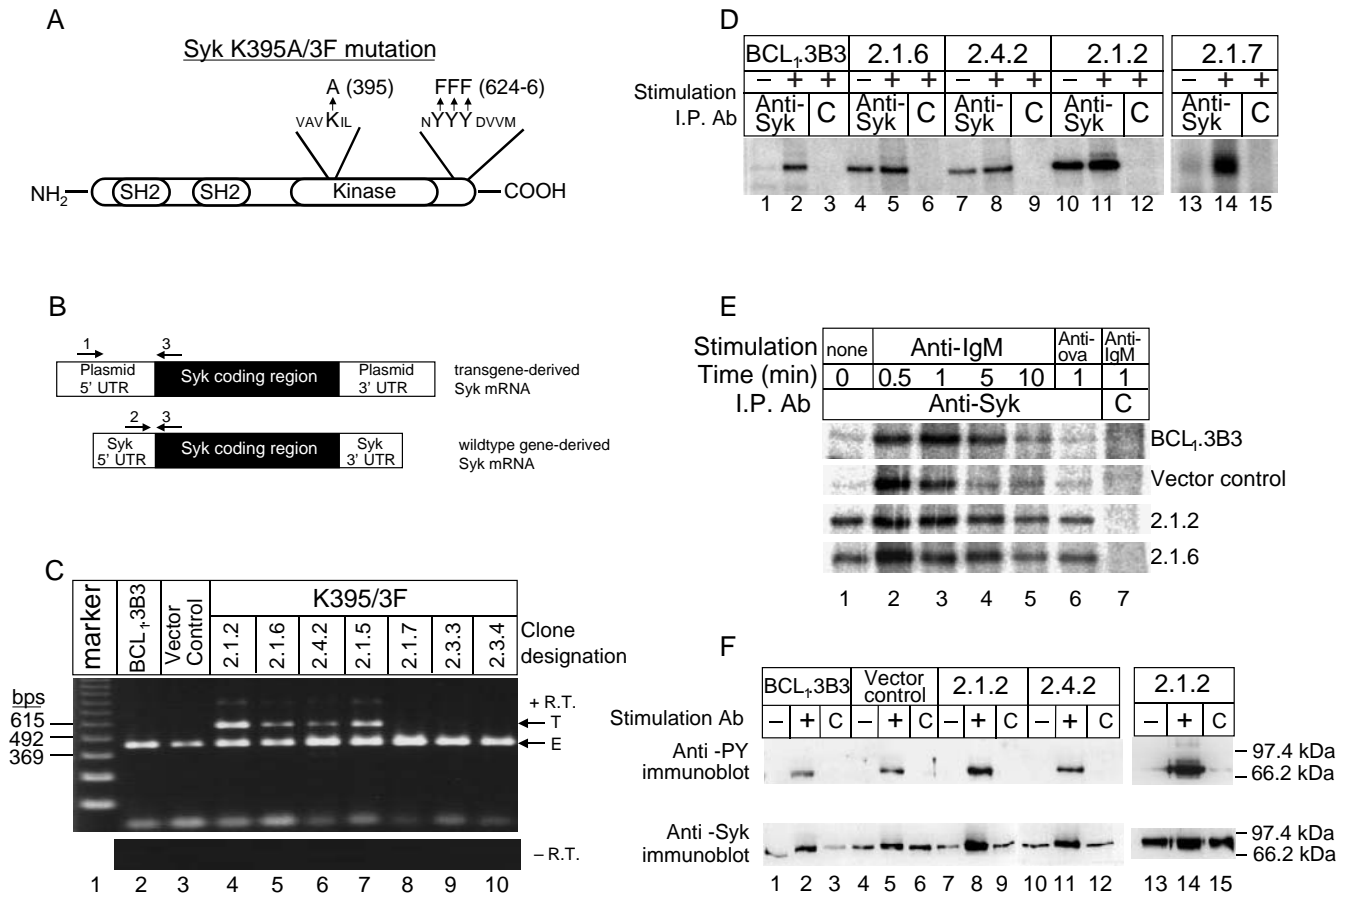 A
Syk K395A/3F mutation
A (395)
FFF (624-6)
VAVKIL
NYYY DVVM
NH2
SH2
SH2
Kinase
COOH
B
1
3
Plasmid
5' UTR
Syk coding region
Plasmid
3' UTR
transgene-derived
Syk mRNA
2
3
Syk
5' UTR
Syk coding region
Syk
3' UTR
wildtype gene-derived
Syk mRNA
C
marker
BCL1.3B3
Vector
Control
K395/3F
2.1.2
2.1.6
2.4.2
2.1.5
2.1.7
2.3.3
2.3.4
Clone
designation
bps
615
492
369
+ R.T.
T
E
– R.T.
1 2 3 4 5 6 7 8 9 10
D
BCL1.3B3 2.1.6 2.4.2 2.1.2 2.1.7
Stimulation – + + – + + – + + – + + – + +
I.P. Ab
Anti-
Syk
C
Anti-
Syk
C
Anti-
Syk
C
Anti-
Syk
C
Anti-
Syk
C
1 2 3 4 5 6 7 8 9 10 11 12 13 14 15
E
Stimulation none Anti-IgM
Anti-
ova
Anti-
IgM
Time (min) 0 0.5 1 5 10 1 1
I.P. Ab Anti-Syk C
BCL1.3B3
Vector control
2.1.2
2.1.6
1 2 3 4 5 6 7
F
BCL1.3B3
Vector
control
2.1.2 2.4.2 2.1.2
Stimulation Ab – + C – + C – + C – + C – + C
Anti -PY
immunoblot
– 97.4 kDa
– 66.2 kDa
Anti -Syk
immunoblot
– 97.4 kDa
– 66.2 kDa
1 2 3 4 5 6 7 8 9 10 11 12 13 14 15